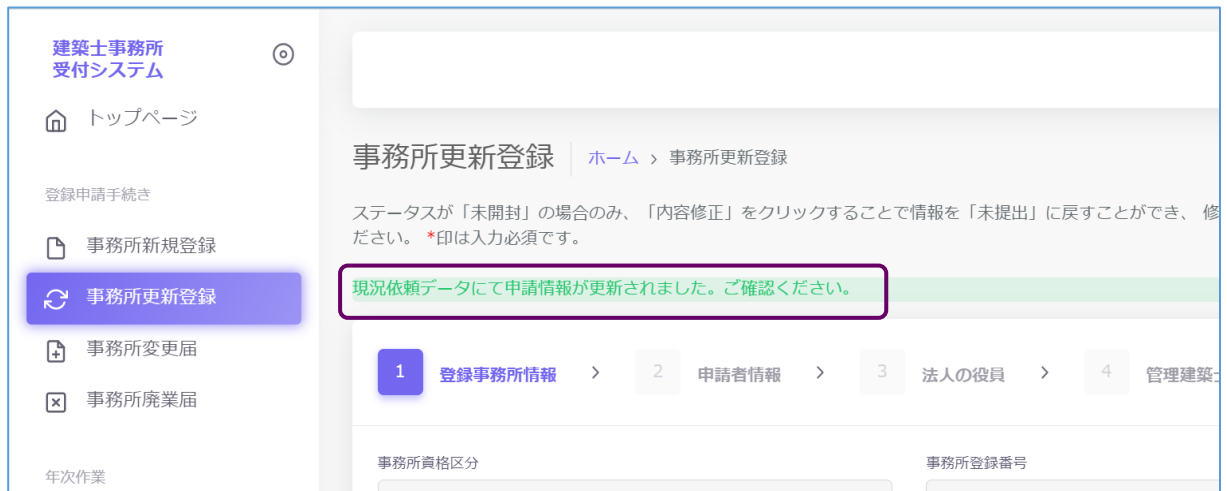 建築士事務所
受付システム
トップページ
登録申請手続き
事務所新規登録
事務所更新登録
事務所変更届
事務所廃業届
年次作業
事務所更新登録 ホーム › 事務所更新登録
ステータスが「未開封」の場合のみ、「内容修正」をクリックすることで情報を「未提出」に戻すことができ、 修
ださい。 *印は入力必須です。
現況依頼データにて申請情報が更新されました。ご確認ください。
1 登録事務所情報 > 2 申請者情報 > 3 法人の役員 > 4 管理建築士
事務所資格区分 事務所登録番号